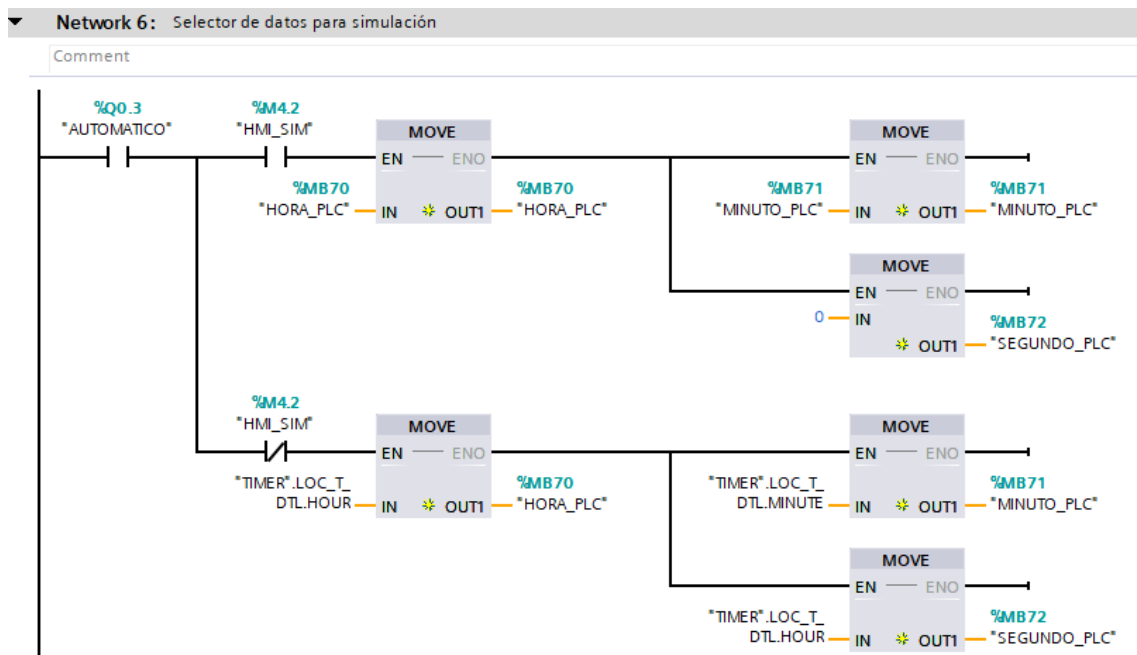 Network 6: Selector de datos para simulación
Comment
%Q0.3
"AUTOMATICO"
%M4.2
"HMI_SIM"
MOVE
EN ENO
%MB70
"HORA_PLC"
IN OUT1
%MB70
"HORA_PLC"
MOVE
EN ENO
%MB71
"MINUTO_PLC"
IN OUT1
%MB71
"MINUTO_PLC"
MOVE
EN ENO
0
IN
OUT1
%MB72
"SEGUNDO_PLC"
%M4.2
"HMI_SIM"
MOVE
EN ENO
"TIMER".LOC_T_
DTL.HOUR
IN OUT1
%MB70
"HORA_PLC"
MOVE
EN ENO
"TIMER".LOC_T_
DTL.MINUTE
IN OUT1
%MB71
"MINUTO_PLC"
MOVE
EN ENO
"TIMER".LOC_T_
DTL.HOUR
IN OUT1
%MB72
"SEGUNDO_PLC"